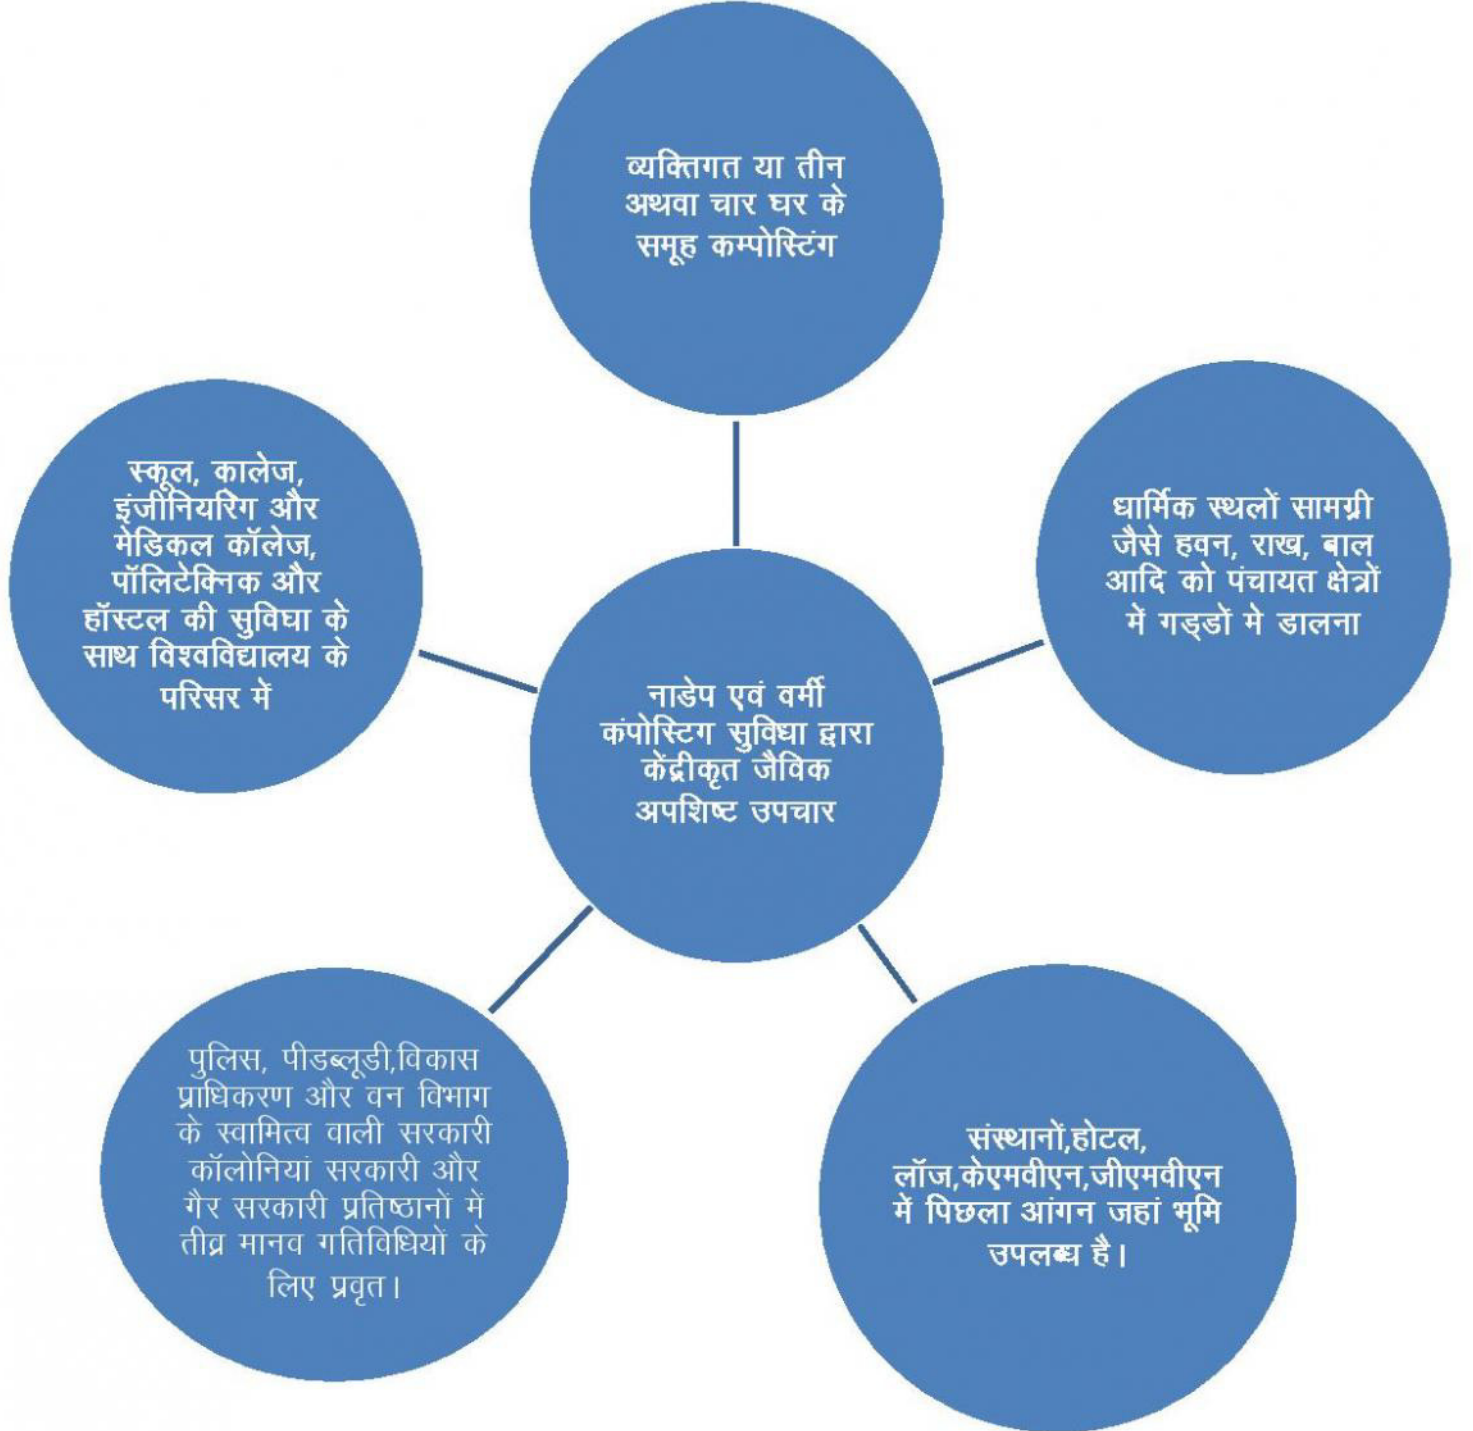 व्यक्तिगत या तीन
अथवा चार घर के
समूह कम्पोस्टिंग
स्कूल, कालेज,
इंजीनियरिेग और
मेडिकल कॉलेज,
पॉलिटेक्निक और
हॉस्टल की सुविघा के
साथ विश्वविद्यालय के
परिसर में
धार्मिक स्थलों सामग्री
जैसे हवन, राख, बाल
आदि को पंचायत क्षेत्रों
में गड्डों मे डालना
नाडेप एवं वर्मी
कंपोस्टिग सुविधा द्वारा
केंद्रीकृत जैविक
अपशिष्ट उपचार
पुलिस, पीडब्लूडी,विकास
प्राधिकरण और वन विभाग
के स्वामित्व वाली सरकारी
कॉलोनियां सरकारी और
गैर सरकारी प्रतिष्ठानों में
तीव्र मानव गतिविधियों के
लिए प्रवृत।
संस्थानों,होटल,
लॉज,केएमवीएन,जीएमवीएन
में पिछला आंगन जहां भूमि
उपलब्ध है।